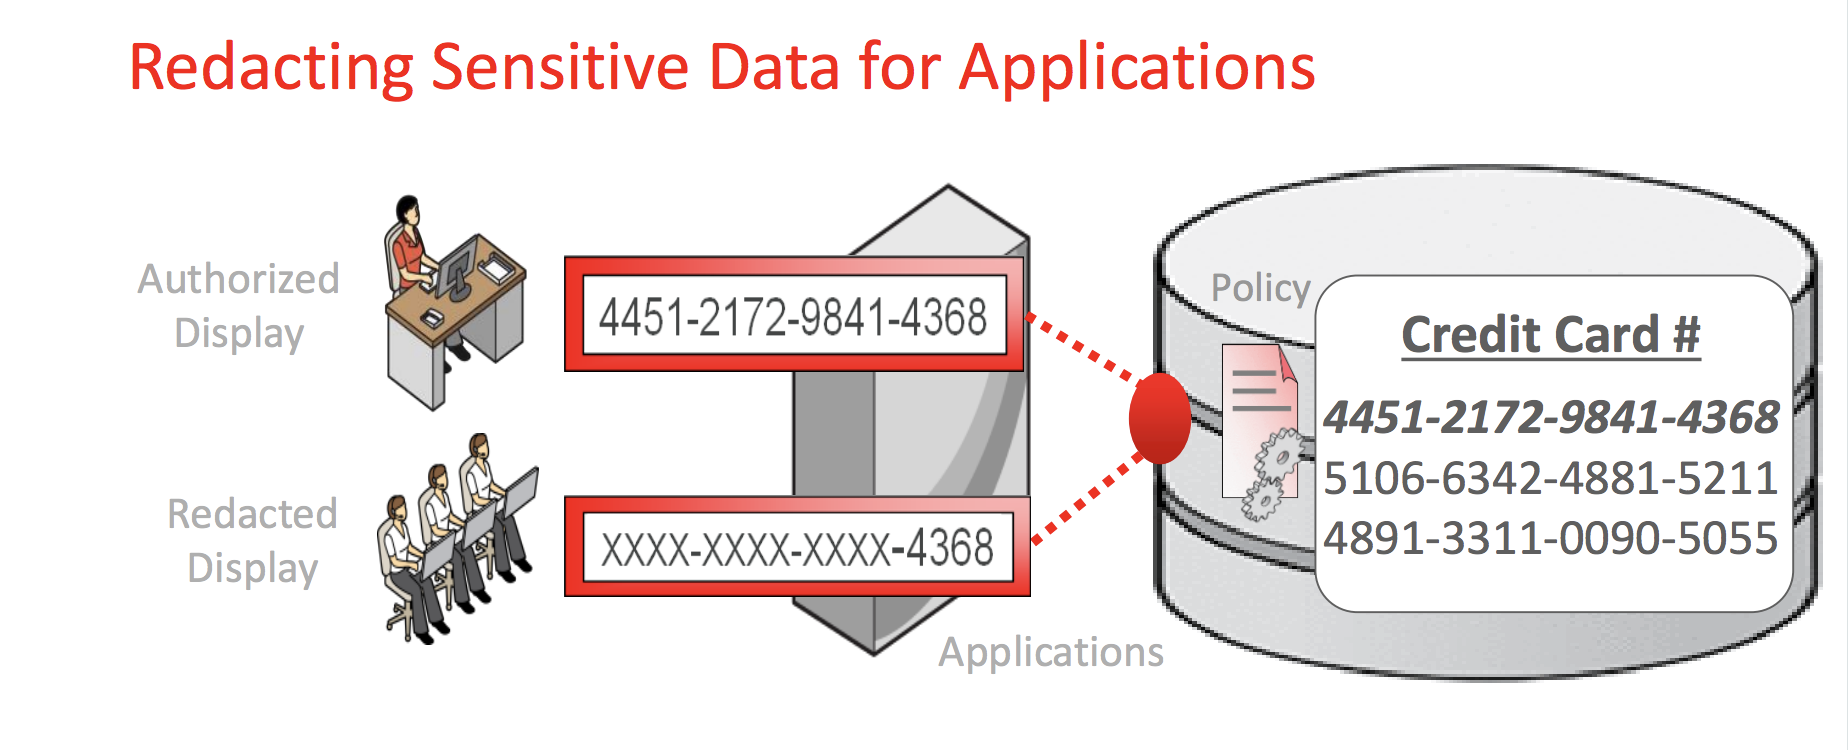 Redacting Sensitive Data for Applications
Authorized
Display
4451-2172-9841-4368
Redacted
Display
XXXX-XXXX-XXXX-4368
Applications
Policy
Credit Card #
4451-2172-9841-4368
5106-6342-4881-5211
4891-3311-0090-5055